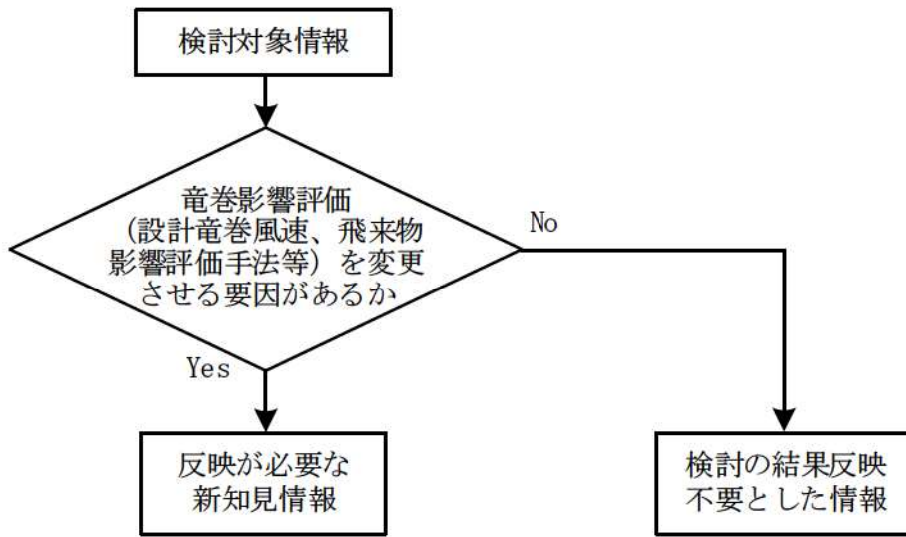 検討対象情報
竜巻影響評価
（設計竜巻風速、飛来物
影響評価手法等）を変更
させる要因があるか
No
Yes
反映が必要な
新知見情報
検討の結果反映
不要とした情報